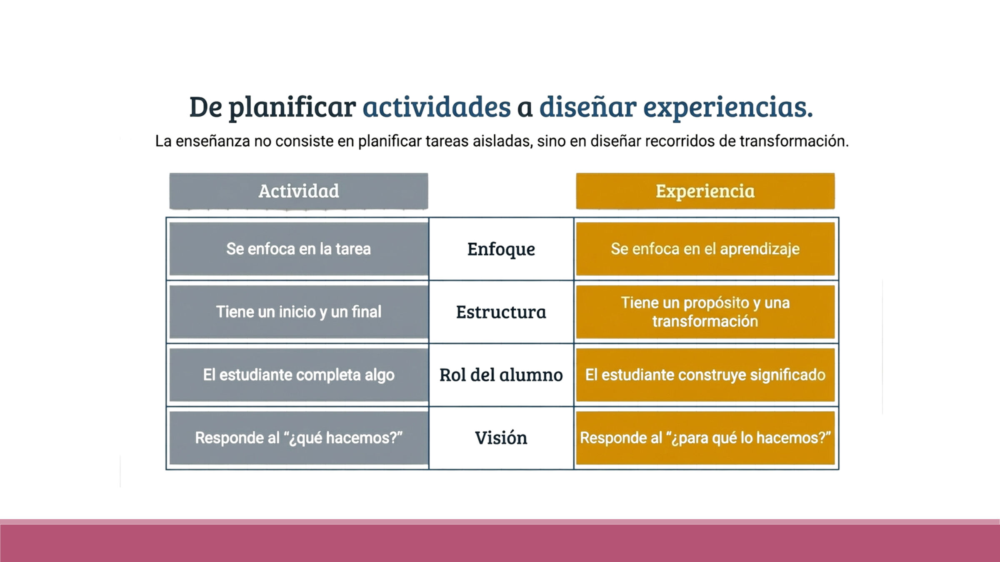 De planificar actividades a diseñar experiencias.
La enseñanza no consiste en planificar tareas aisladas, sino en diseñar recorridos de transformación.
Actividad
Experiencia
Se enfoca en la tarea
Enfoque
Se enfoca en el aprendizaje
Tiene un inicio y un final
Estructura
Tiene un propósito y una
transformación
El estudiante completa algo
Rol del alumno
El estudiante construye significado
Responde al “¿qué hacemos?”
Visión
Responde al “¿para qué lo hacemos?”